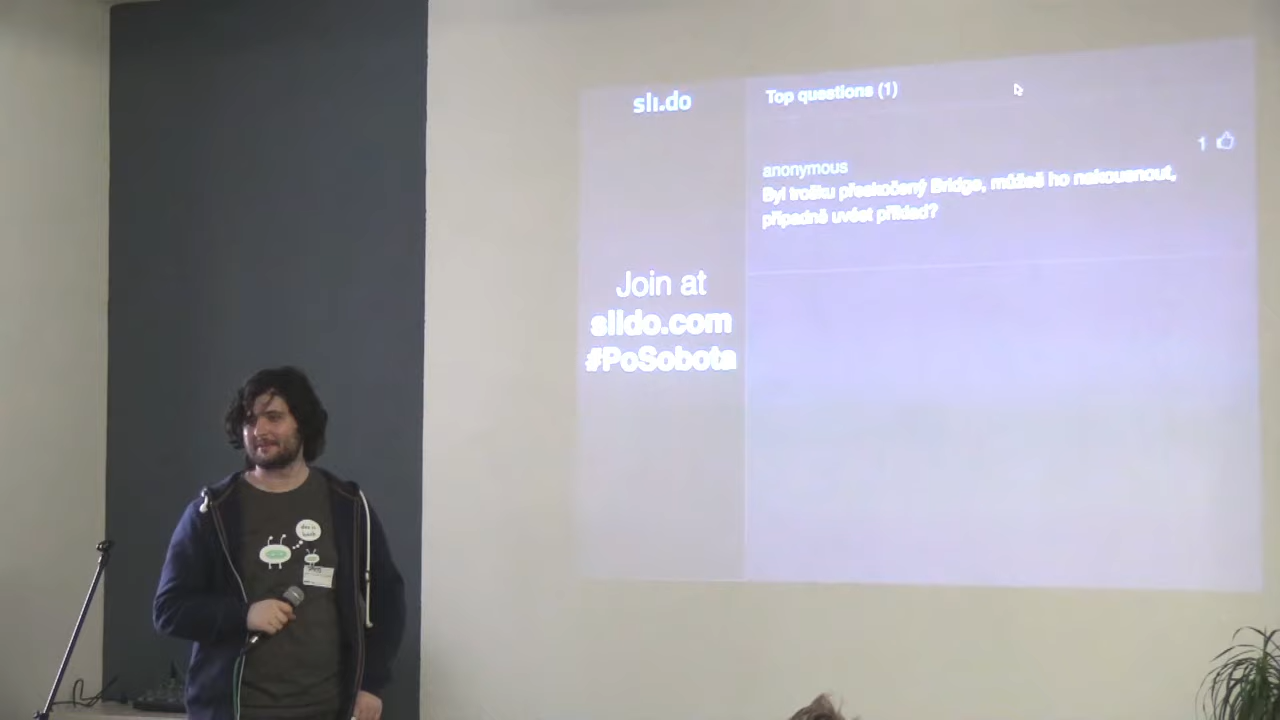 sli.do
Top questions (1)
1
anonymous
Byl trošku přeskočený Bridge, můžeš ho nakousnout,
případně uvést příklad?
Join at
slido.com
#PoSobota